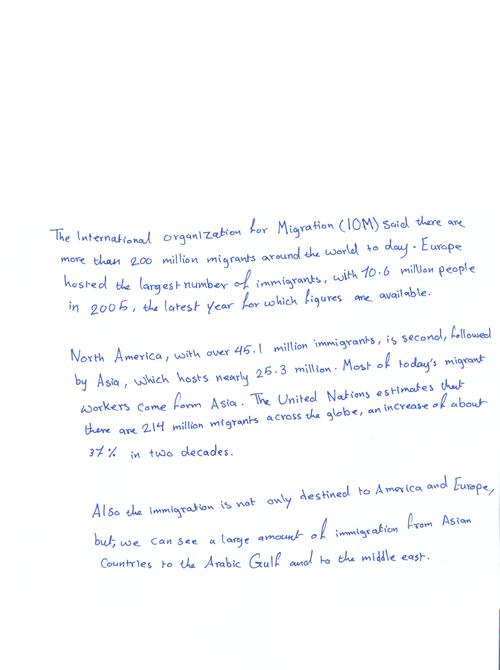 The International organization for Migration (IOM) said there are
more than 200 million migrants around the world to day. Europe
hosted the largest number of immigrants, with 70.6 million people
in 2005, the latest year for which figures are available.
North America, with over 45.1 million immigrants, is second, followed
by Asia, which hosts nearly 25.3 million. Most of today's migrant
workers come form Asia. The United Nations estimates that
there are 214 million migrants across the globe, an increase of about
37% in two decades.
Also the immigration is not only destined to America and Europe,
but, we can see a large amount of immigration from Asian
Countries to the Arabic Gulf and to the middle east.